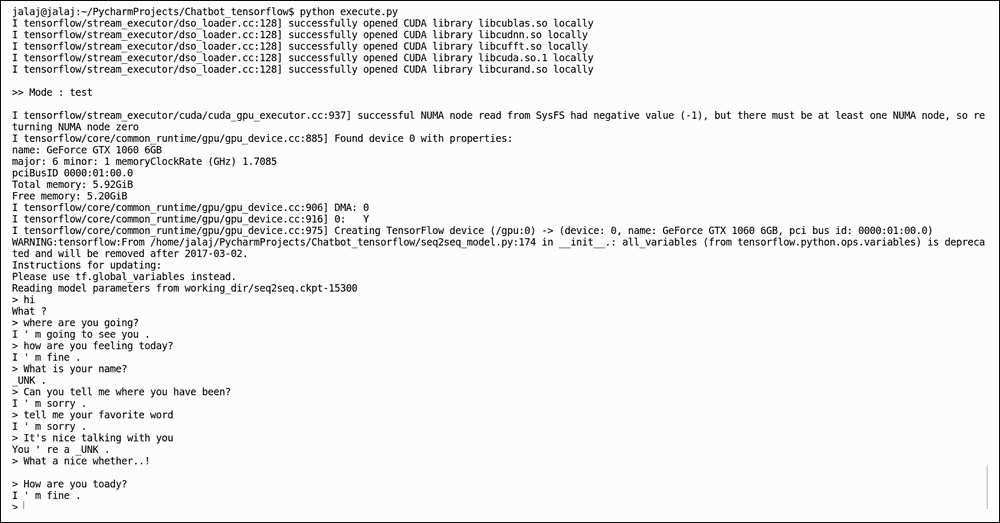 jalaj@jalaj:~/PycharmProjects/Chatbot_tensorflow$ python execute.py
I tensorflow/stream_executor/dso_loader.cc:128] successfully opened CUDA library libcublas.so locally
I tensorflow/stream_executor/dso_loader.cc:128] successfully opened CUDA library libcudnn.so locally
I tensorflow/stream_executor/dso_loader.cc:128] successfully opened CUDA library libcufft.so locally
I tensorflow/stream_executor/dso_loader.cc:128] successfully opened CUDA library libcuda.so.1 locally
I tensorflow/stream_executor/dso_loader.cc:128] successfully opened CUDA library libcurand.so locally
>> Mode : test
I tensorflow/stream_executor/cuda/cuda_gpu_executor.cc:937] successful NUMA node read from SysFS had negative value (-1), but there must be at least one NUMA node, so re
turning NUMA node zero
I tensorflow/core/common_runtime/gpu/gpu_device.cc:885] Found device 0 with properties:
name: GeForce GTX 1060 6GB
major: 6 minor: 1 memoryClockRate (GHz) 1.7085
pciBusID 0000:01:00.0
Total memory: 5.92GiB
Free memory: 5.20GiB
I tensorflow/core/common_runtime/gpu/gpu_device.cc:906] DMA: 0
I tensorflow/core/common_runtime/gpu/gpu_device.cc:916] 0:   Y
I tensorflow/core/common_runtime/gpu/gpu_device.cc:975] Creating TensorFlow device (/gpu:0) -> (device: 0, name: GeForce GTX 1060 6GB, pci bus id: 0000:01:00.0)
WARNING:tensorflow:From /home/jalaj/PycharmProjects/Chatbot_tensorflow/seq2seq_model.py:174 in __init__.: all_variables (from tensorflow.python.ops.variables) is depreca
ted and will be removed after 2017-03-02.
Instructions for updating:
Please use tf.global_variables instead.
Reading model parameters from working_dir/seq2seq.ckpt-15300
> hi
What ?
> where are you going?
I ' m going to see you .
> how are you feeling today?
I ' m fine .
> What is your name?
_UNK .
> Can you tell me where you have been?
I ' m sorry .
> tell me your favorite word
I ' m sorry .
> It's nice talking with you
You ' re a _UNK .
> What a nice whether..!
> How are you toady?
I ' m fine .
>